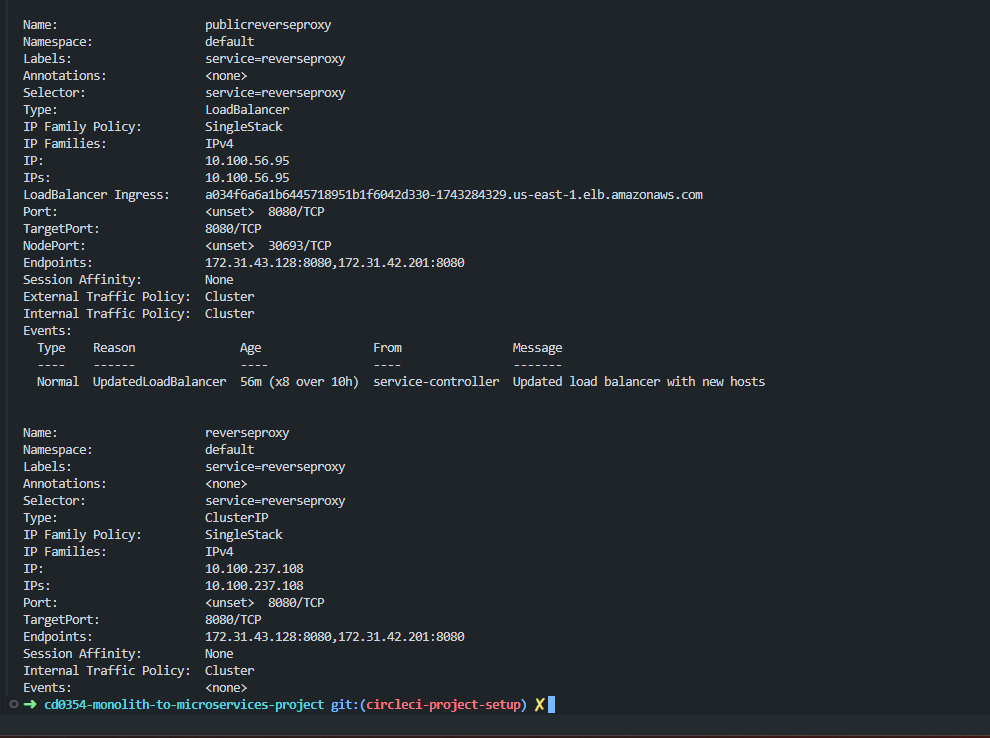 Name:                     publicreverseproxy
Namespace:                default
Labels:                   service=reverseproxy
Annotations:              <none>
Selector:                 service=reverseproxy
Type:                     LoadBalancer
IP Family Policy:         SingleStack
IP Families:              IPv4
IP:                       10.100.56.95
IPs:                      10.100.56.95
LoadBalancer Ingress:     a034f6a6a1b6445718951b1f6042d330-1743284329.us-east-1.elb.amazonaws.com
Port:                     <unset>  8080/TCP
TargetPort:               8080/TCP
NodePort:                 <unset>  30693/TCP
Endpoints:                172.31.43.128:8080,172.31.42.201:8080
Session Affinity:         None
External Traffic Policy:  Cluster
Internal Traffic Policy:  Cluster
Events:
  Type    Reason               Age                From                Message
  ----    ------               ----               ----                -------
  Normal  UpdatedLoadBalancer  56m (x8 over 10h)  service-controller  Updated load balancer with new hosts
Name:                     reverseproxy
Namespace:                default
Labels:                   service=reverseproxy
Annotations:              <none>
Selector:                 service=reverseproxy
Type:                     ClusterIP
IP Family Policy:         SingleStack
IP Families:              IPv4
IP:                       10.100.237.108
IPs:                      10.100.237.108
Port:                     <unset>  8080/TCP
TargetPort:               8080/TCP
Endpoints:                172.31.43.128:8080,172.31.42.201:8080
Session Affinity:         None
Internal Traffic Policy:  Cluster
Events:                   <none>
➜ cd0354-monolith-to-microservices-project git:(circleci-project-setup) ✗